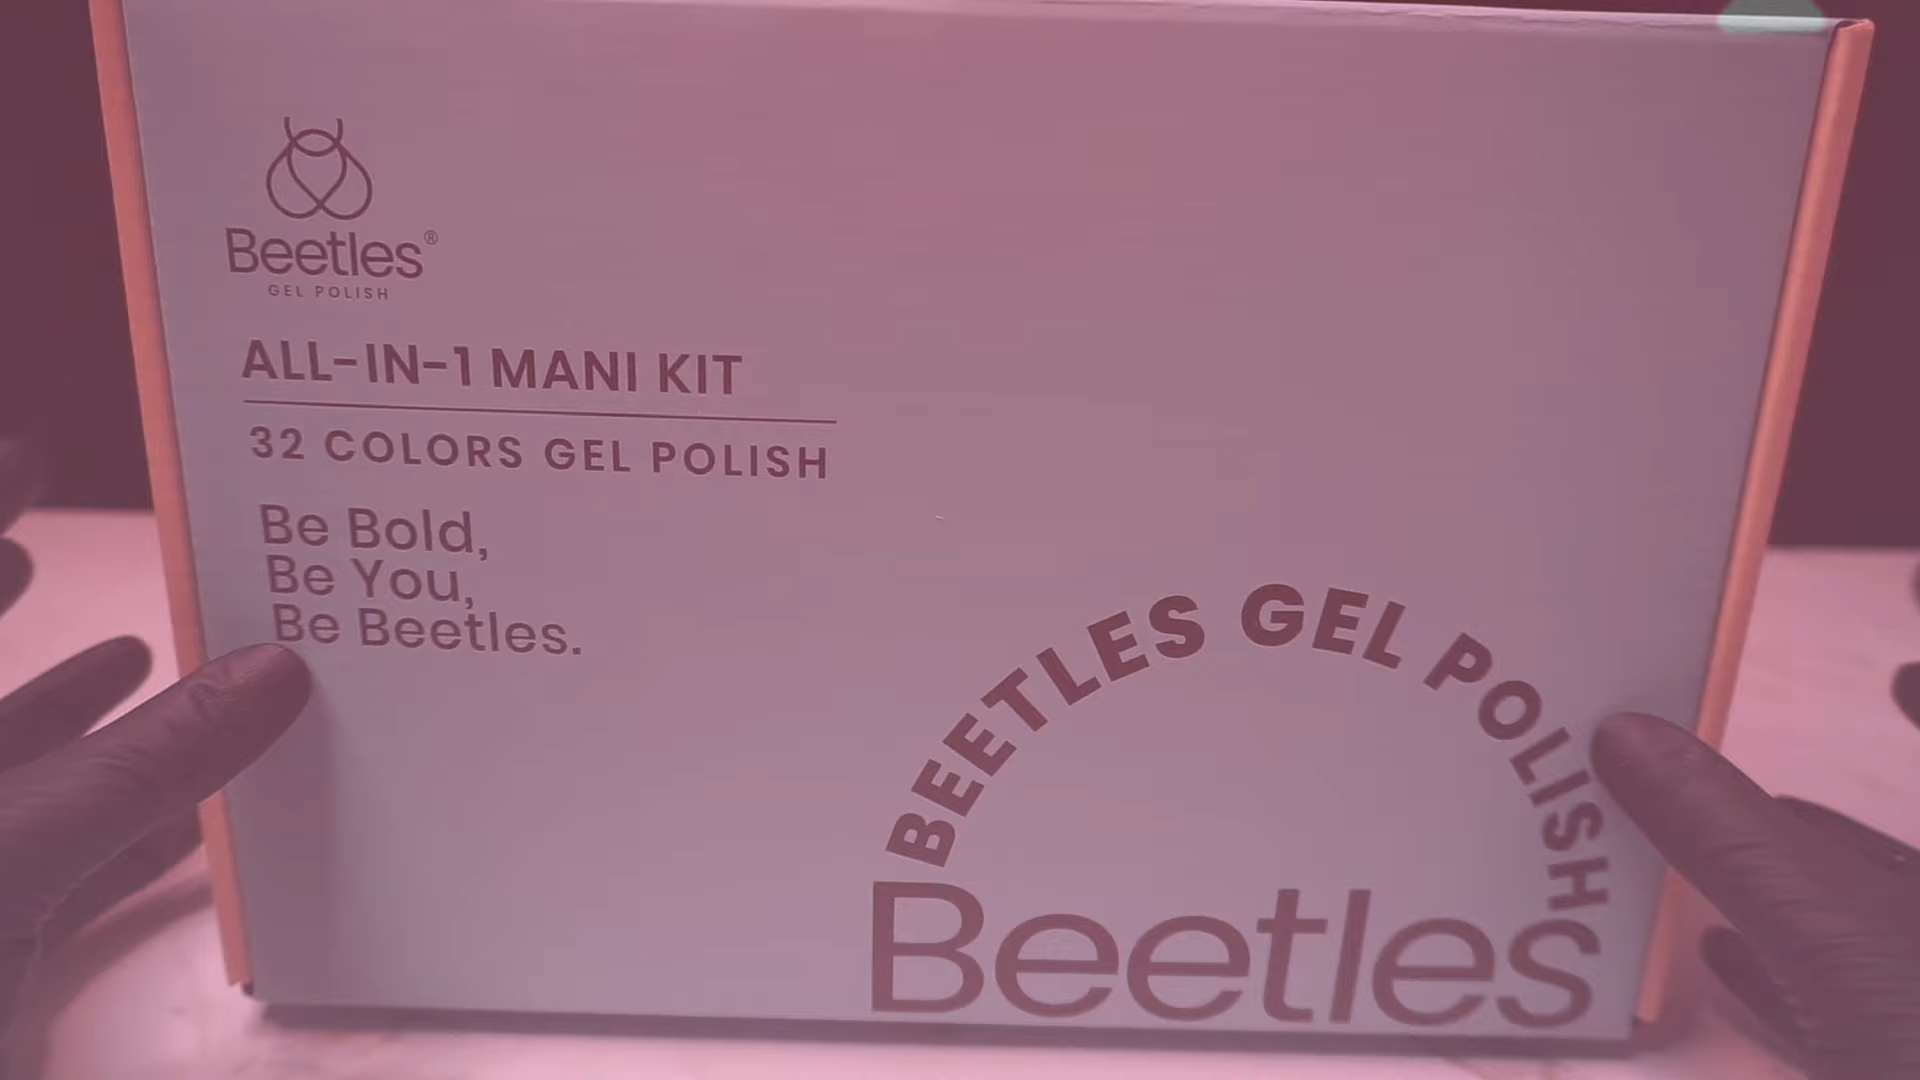 Beetles®
GEL POLISH
ALL-IN-1 MANI KIT
32 COLORS GEL POLISH
Be Bold,
Be You,
Be Beetles.
BEETLES GEL POLISH
Beetles